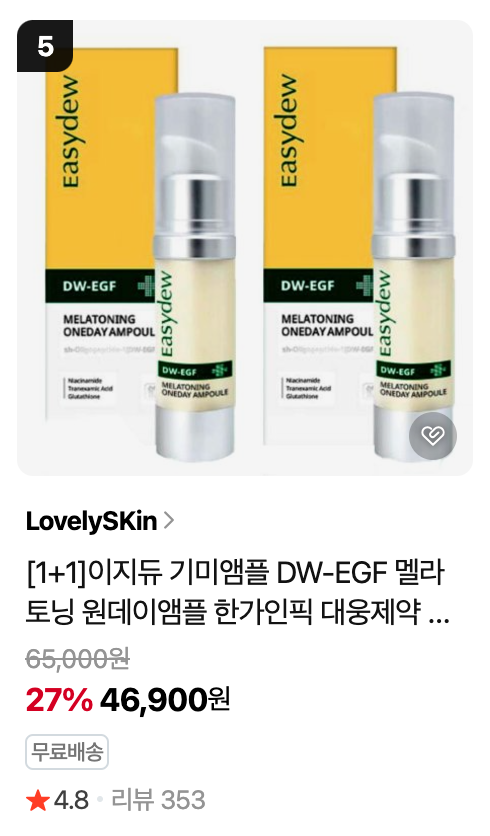 5
Easydew
Easydew
DW-EGF
DW-EGF
MELATONING
ONEDAY AMPOUL
MELATONING
ONEDAY AMPOUL
Niacinamide
Tranexamic Acid
Glutathione
Niacinamide
Tranexamic Acid
Glutathione
Easydew
DW-EGF
MELATONING
ONEDAY AMPOULE
Easydew
DW-EGF
MELATONING
ONEDAY AMPOULE
LovelySKin
[1+1]이지듀 기미앰플 DW-EGF 멜라
토닝 원데이앰플 한가인픽 대웅제약 ...
65,000원
27% 46,900원
무료배송
★4.8 • 리뷰 353